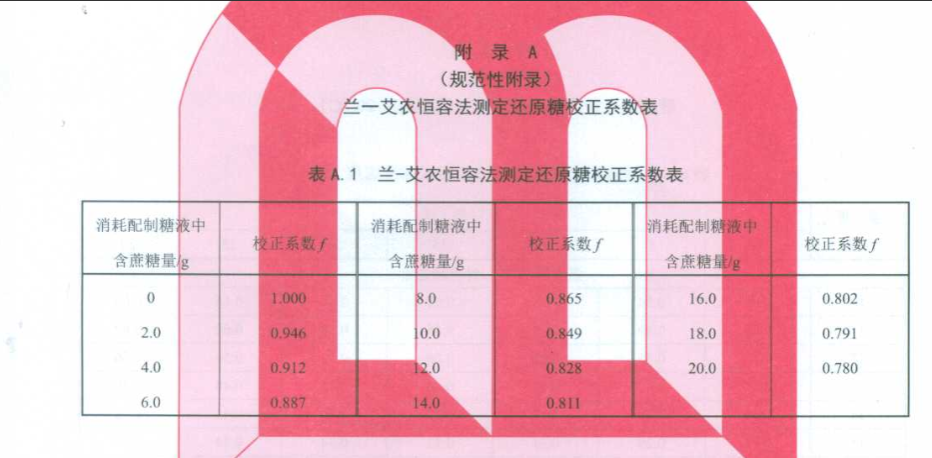 附 录 A
（规范性附录）
兰一艾农恒容法测定还原糖校正系数表
表 A.1 兰-艾农恒容法测定还原糖校正系数表
消耗配制糖液中含蔗糖量/g 校正系数 f 消耗配制糖液中含蔗糖量/g 校正系数 f 消耗配制糖液中含蔗糖量/g 校正系数 f
0 1.000 8.0 0.865 16.0 0.802
2.0 0.946 10.0 0.849 18.0 0.791
4.0 0.912 12.0 0.828 20.0 0.780
6.0 0.887 14.0 0.811